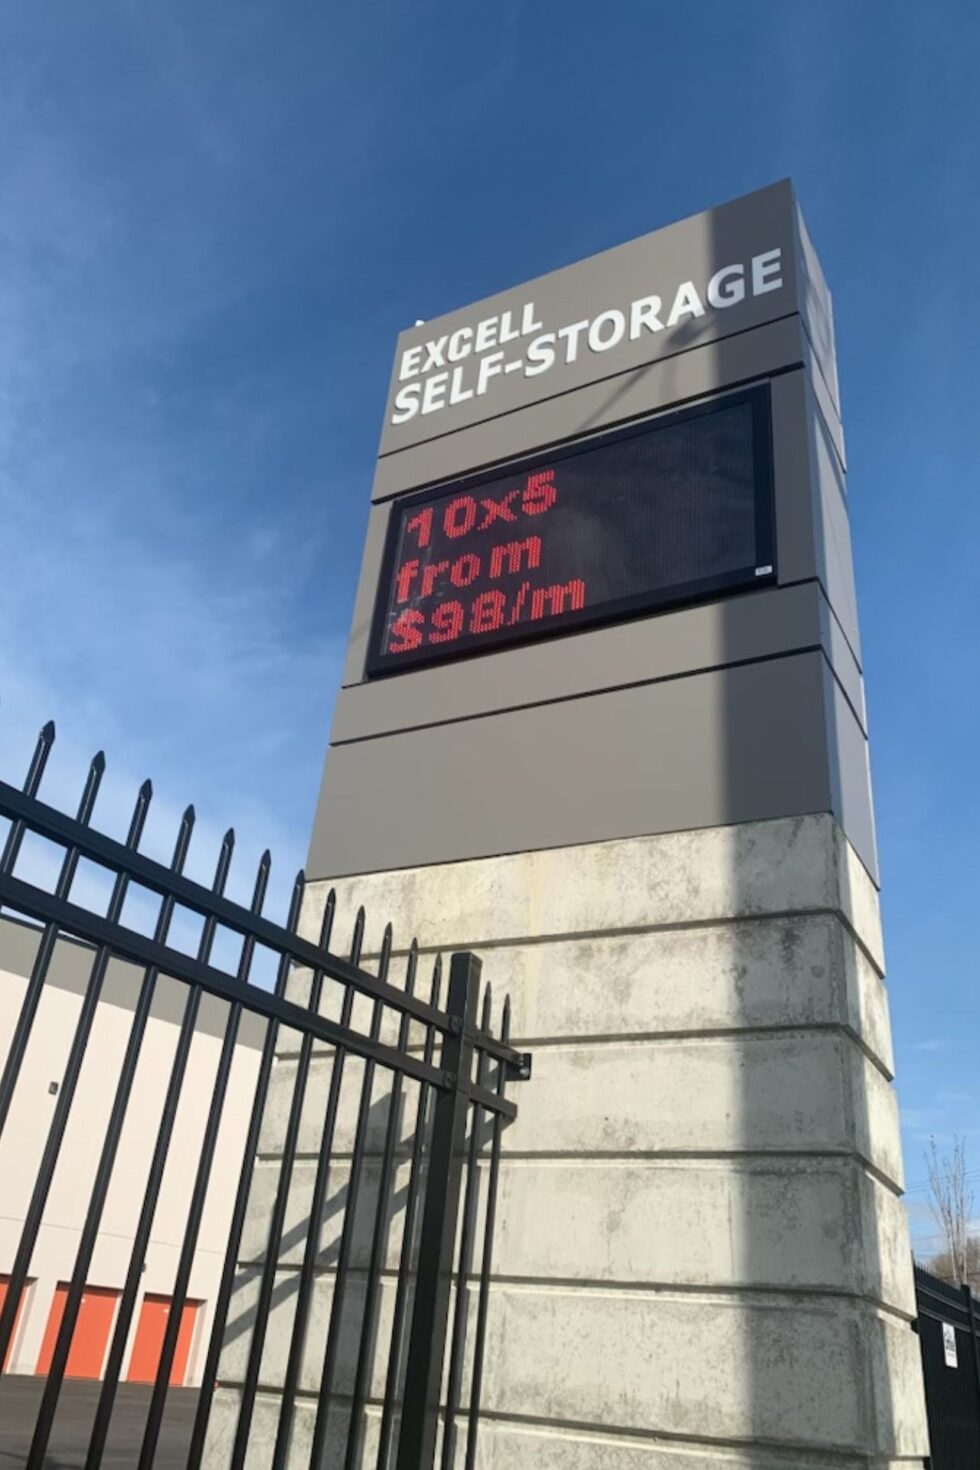 EXCELL
SELF-STORAGE
10x5
from
$98/m